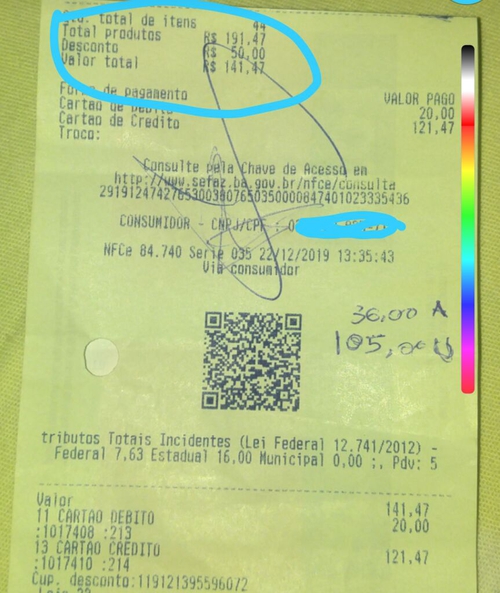 total de itens 44
Total produtos R$ 191,47
Desconto R$ 50,00
Valor total R$ 141,47
Forma de pagamento VALOR PAGO
Cartao de Debito 20,00
Cartao de Credito 121,47
Troco:
Consulte pela Chave de Acesso em
http://www.sefaz.ba.gov.br/nfce/consulta
CONSUMIDOR - CNPJ/CPF : 0
NFCe 84.740 Serie 035 22/12/2019 13:35:43
Via consumidor
36,00 A
105,00 U
tributos Totais Incidentes (Lei Federal 12.741/2012) -
Federal 7,63 Estadual 16,00 Municipal 0,00 :, Pdv: 5
Valor 141,47
11 CARTAO DEBITO 20,00
:1017408 :213
13 CARTAO CREDITO 121,47
:1017410 :214
Cup. desconto:119121395596072